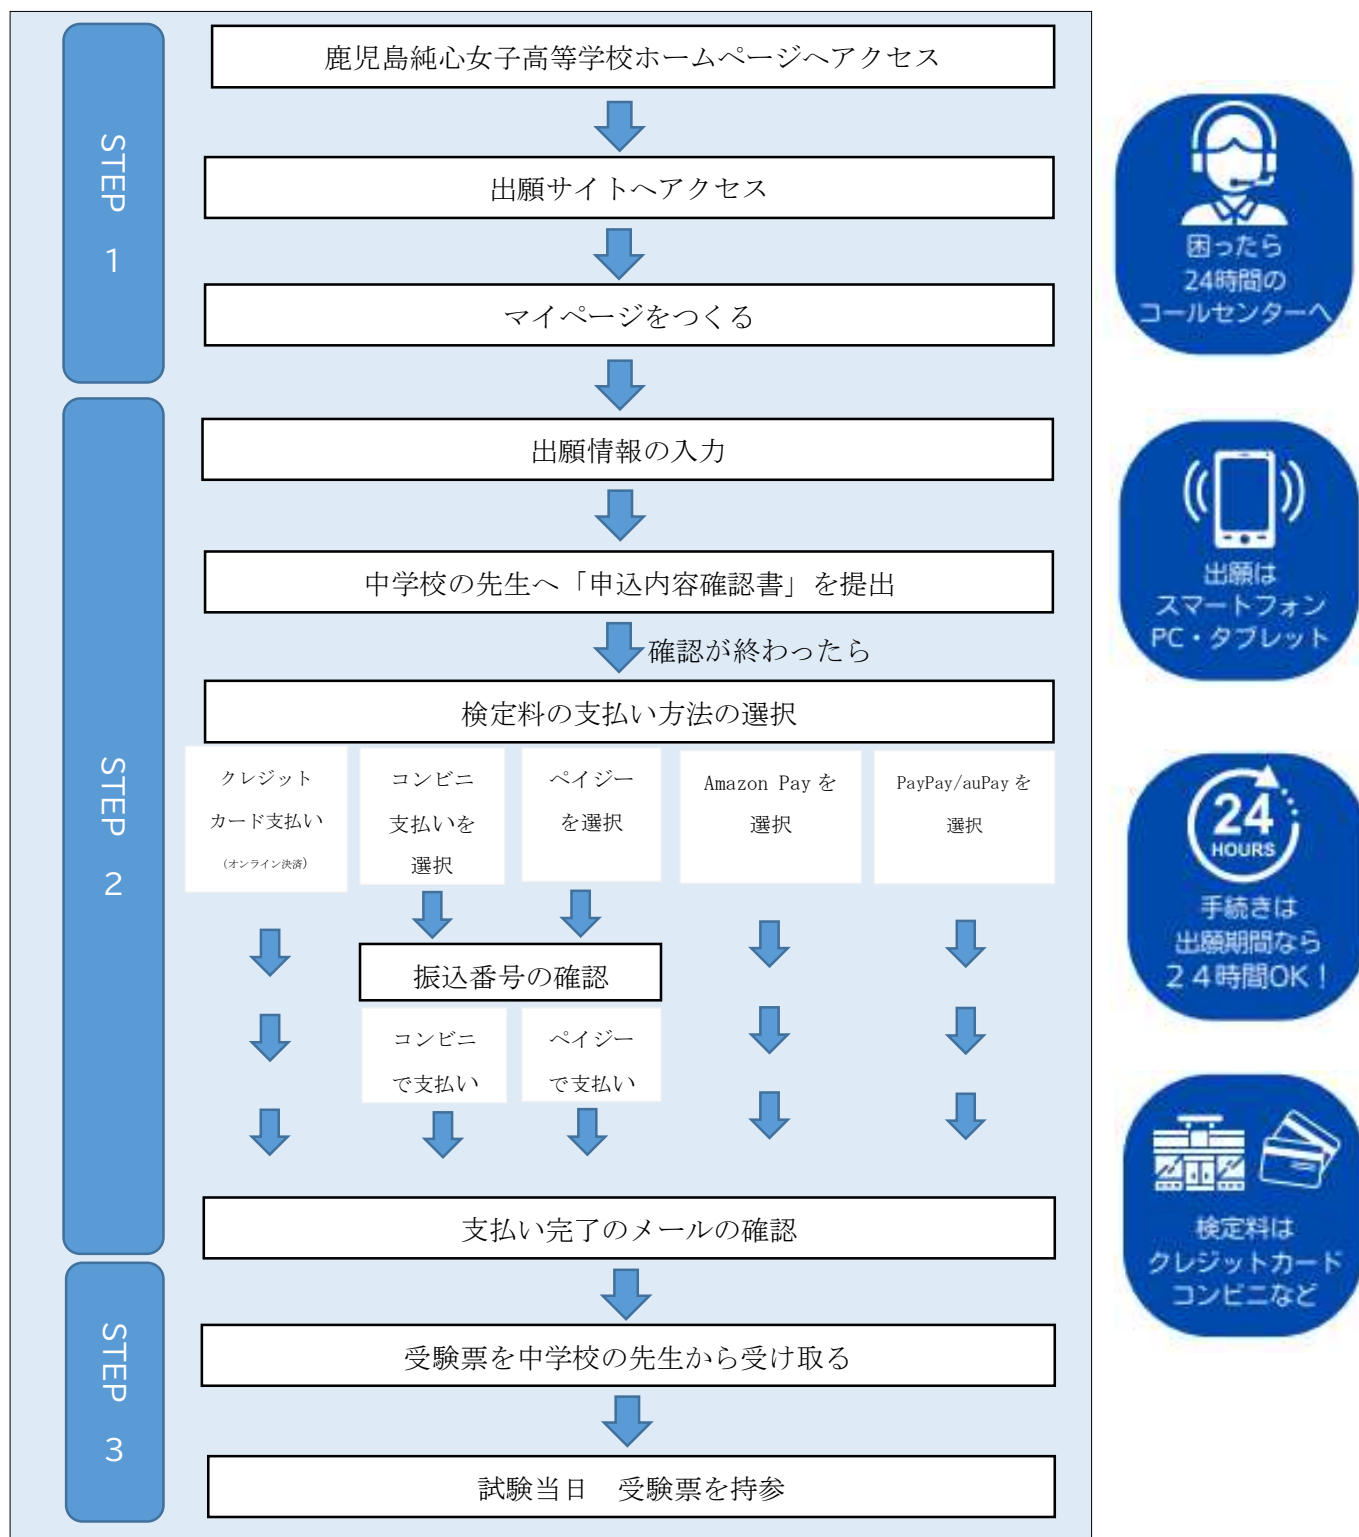 STEP 1
鹿児島純心女子高等学校ホームページへアクセス
出願サイトへアクセス
マイページをつくる
STEP 2
出願情報の入力
中学校の先生へ「申込内容確認書」を提出
確認が終わったら
検定料の支払い方法の選択
クレジット
カード支払い
(オンライン決済)
コンビニ
支払いを
選択
ペイジー
を選択
Amazon Pay を
選択
PayPay/auPay を
選択
振込番号の確認
コンビニ
で支払い
ペイジー
で支払い
支払い完了のメールの確認
STEP 3
受験票を中学校の先生から受け取る
試験当日　受験票を持参
困ったら
24時間の
コールセンターへ
出願は
スマートフォン
PC・タブレット
24
HOURS
手続きは
出願期間なら
２４時間OK！
検定料は
クレジットカード
コンビニなど